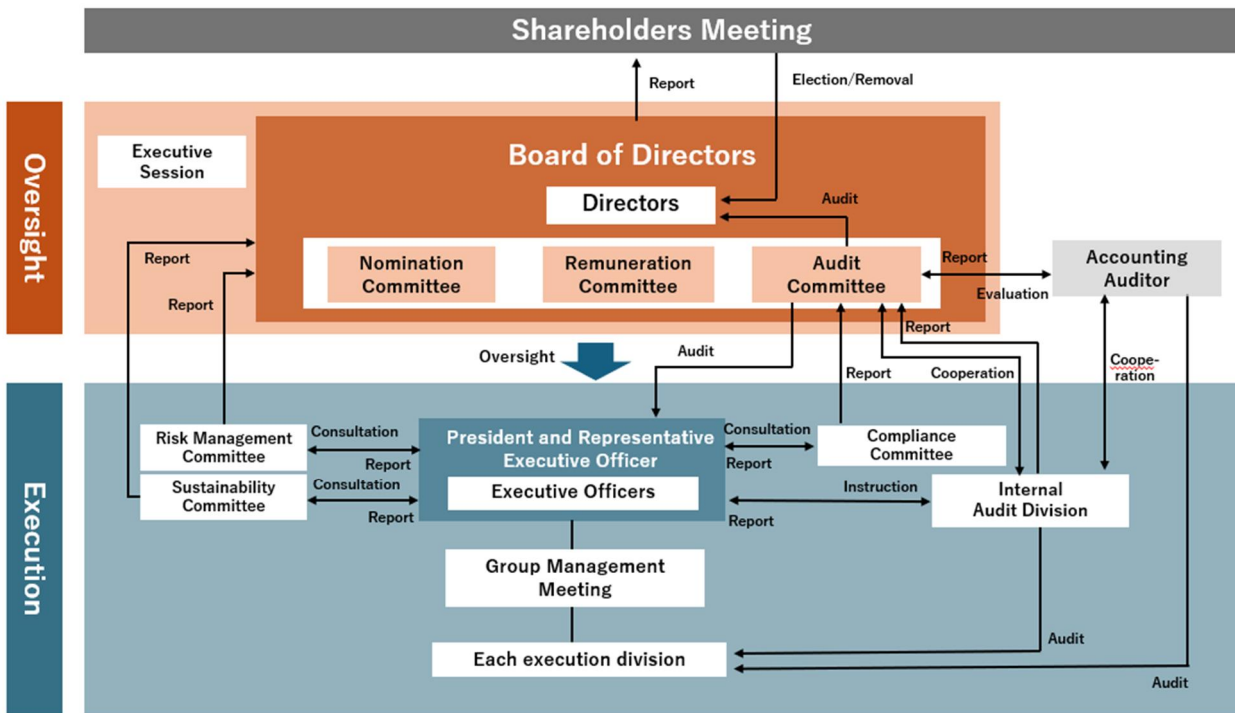 Shareholders Meeting
Report
Election/Removal
Oversight
Executive
Session
Board of Directors
Directors
Audit
Nomination
Committee
Remuneration
Committee
Audit
Committee
Report
Evaluation
Accounting
Auditor
Report
Report
Report
Oversight
Audit
Report
Cooperation
Coope-
ration
Execution
Risk Management
Committee
Consultation
Report
Sustainability
Committee
Consultation
Report
President and Representative
Executive Officer
Executive Officers
Consultation
Report
Compliance
Committee
Instruction
Report
Internal
Audit Division
Group Management
Meeting
Each execution division
Audit
Audit